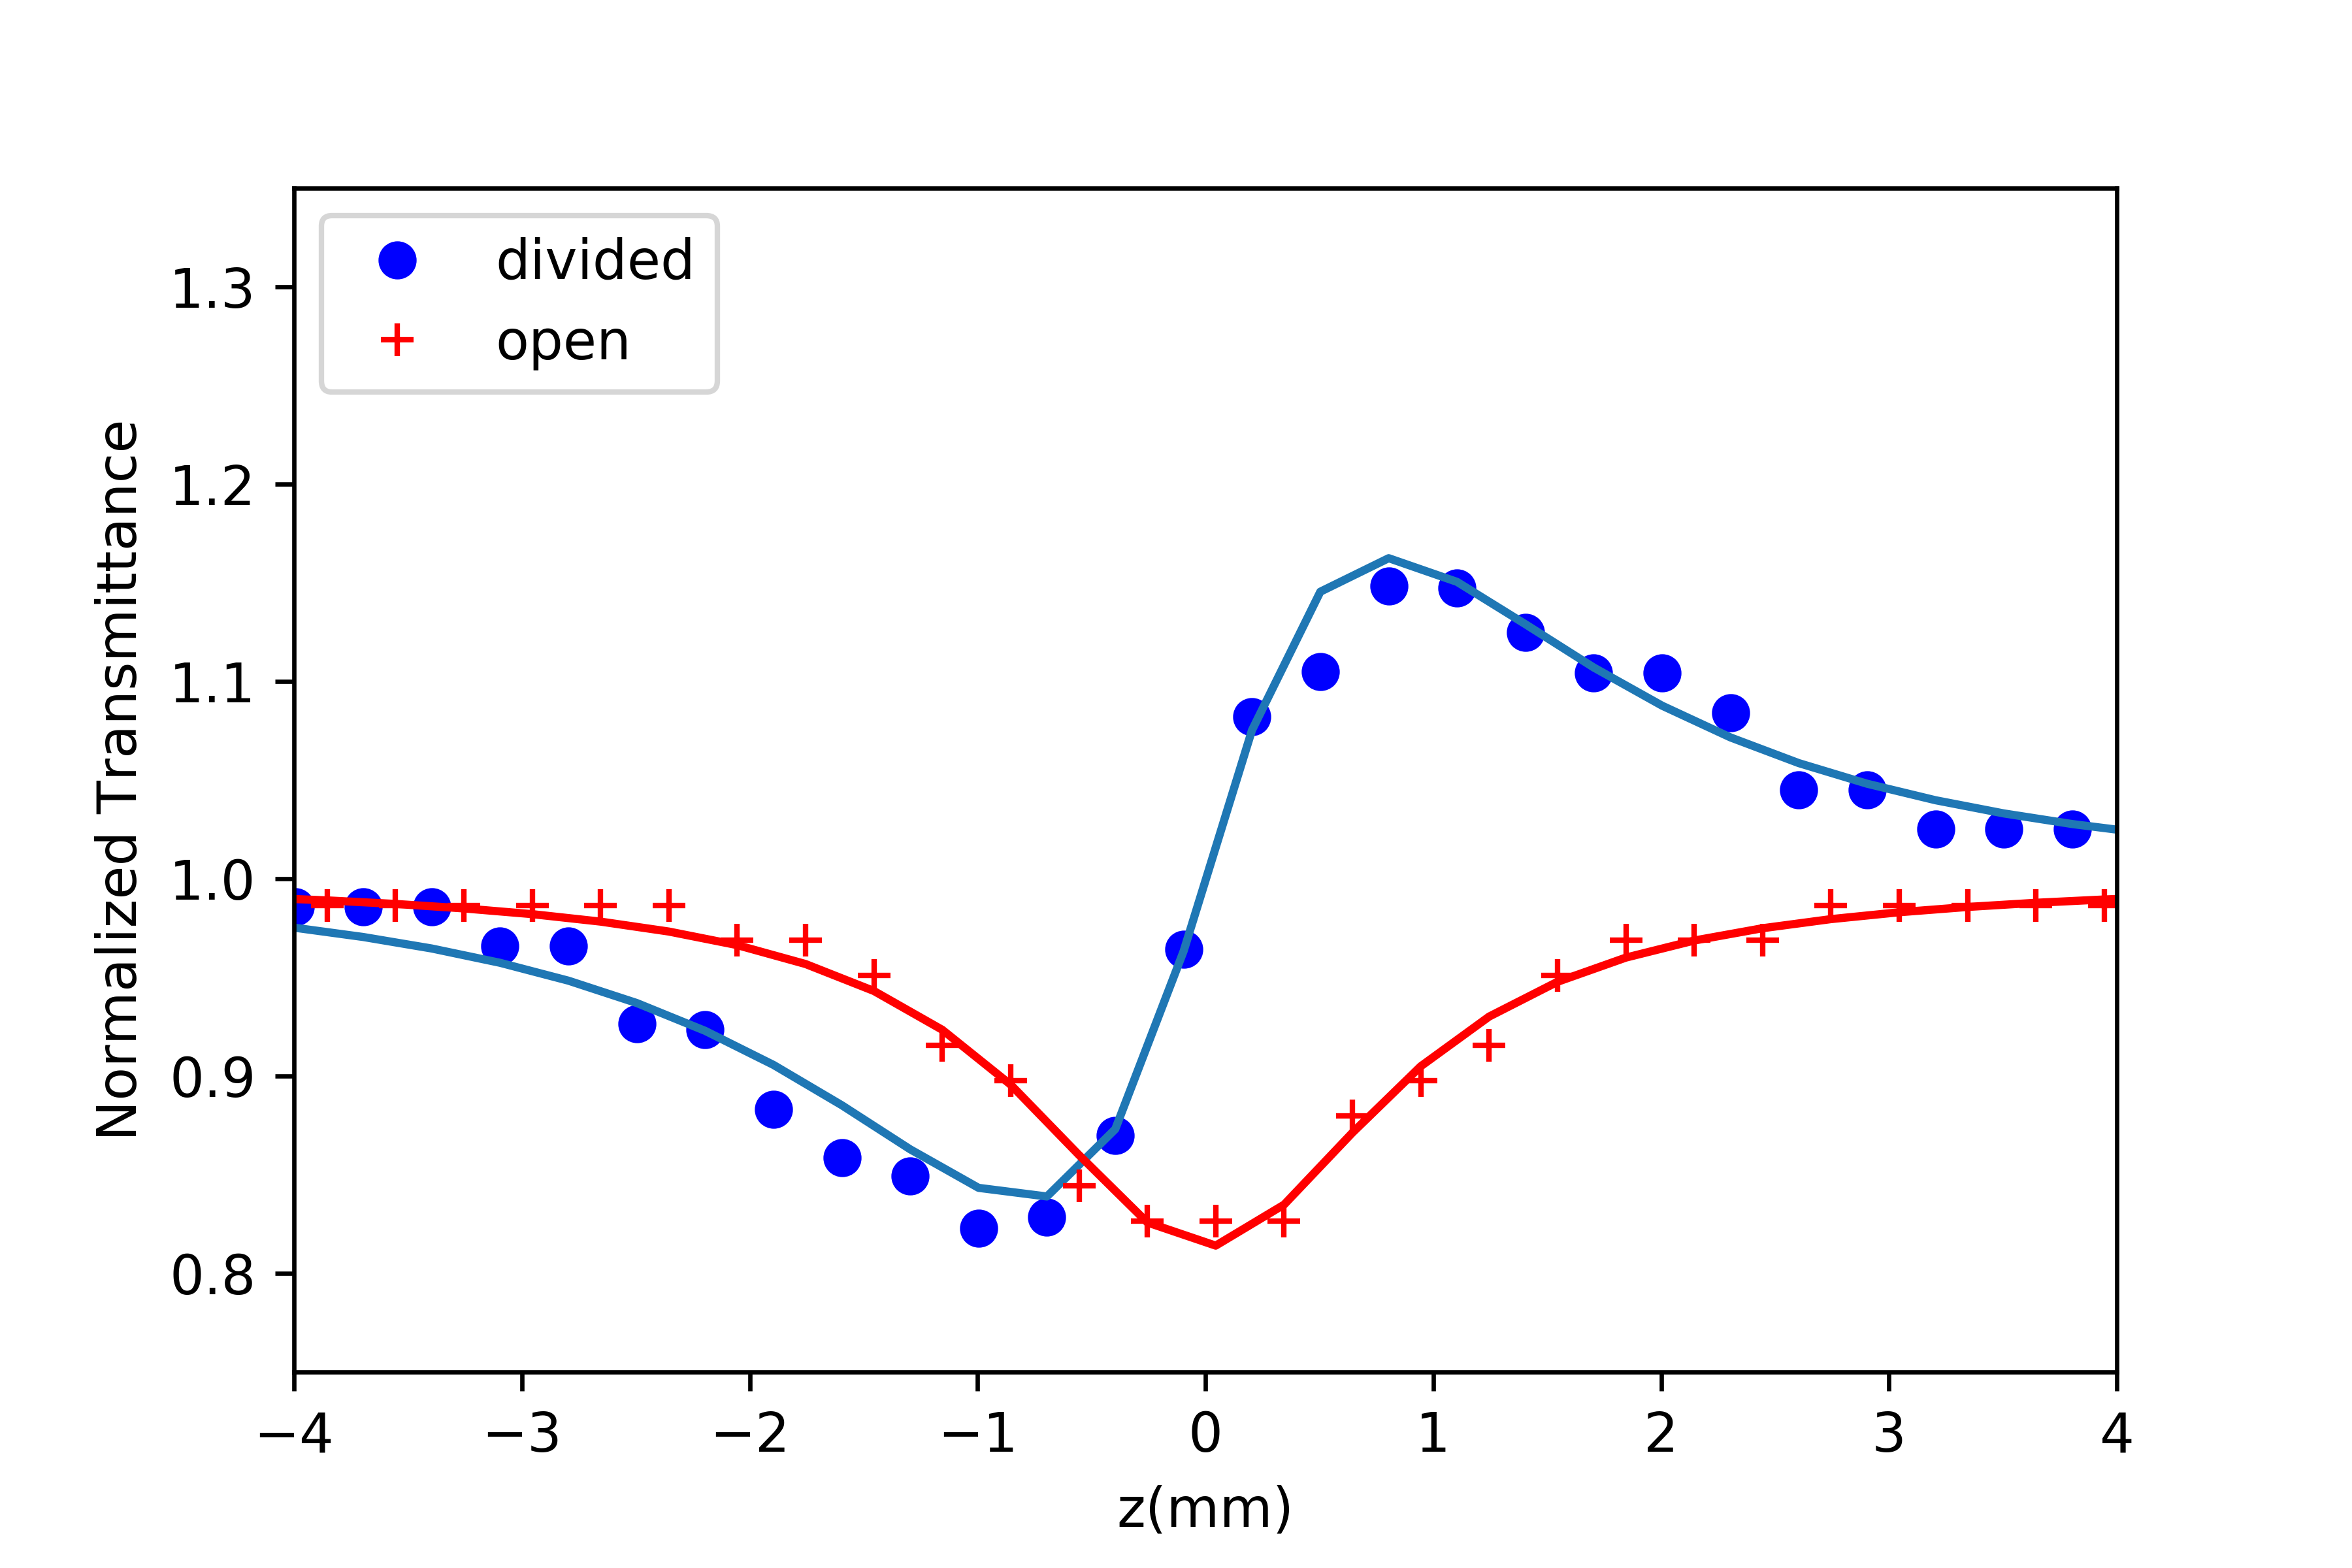 divided
open
1.3
1.2
1.1
1.0
0.9
0.8
Normalized Transmittance
−4 −3 −2 −1 0 1 2 3 4
z(mm)